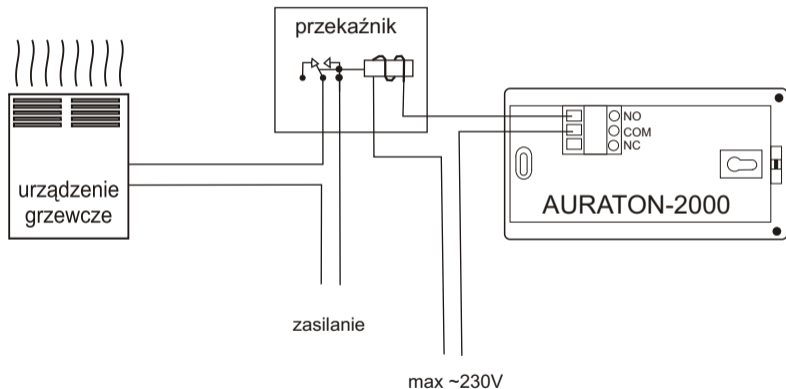 przekaźnik
NO
COM
NC
urządzenie
grzewcze
AURATON-2000
zasilanie
max ~230V